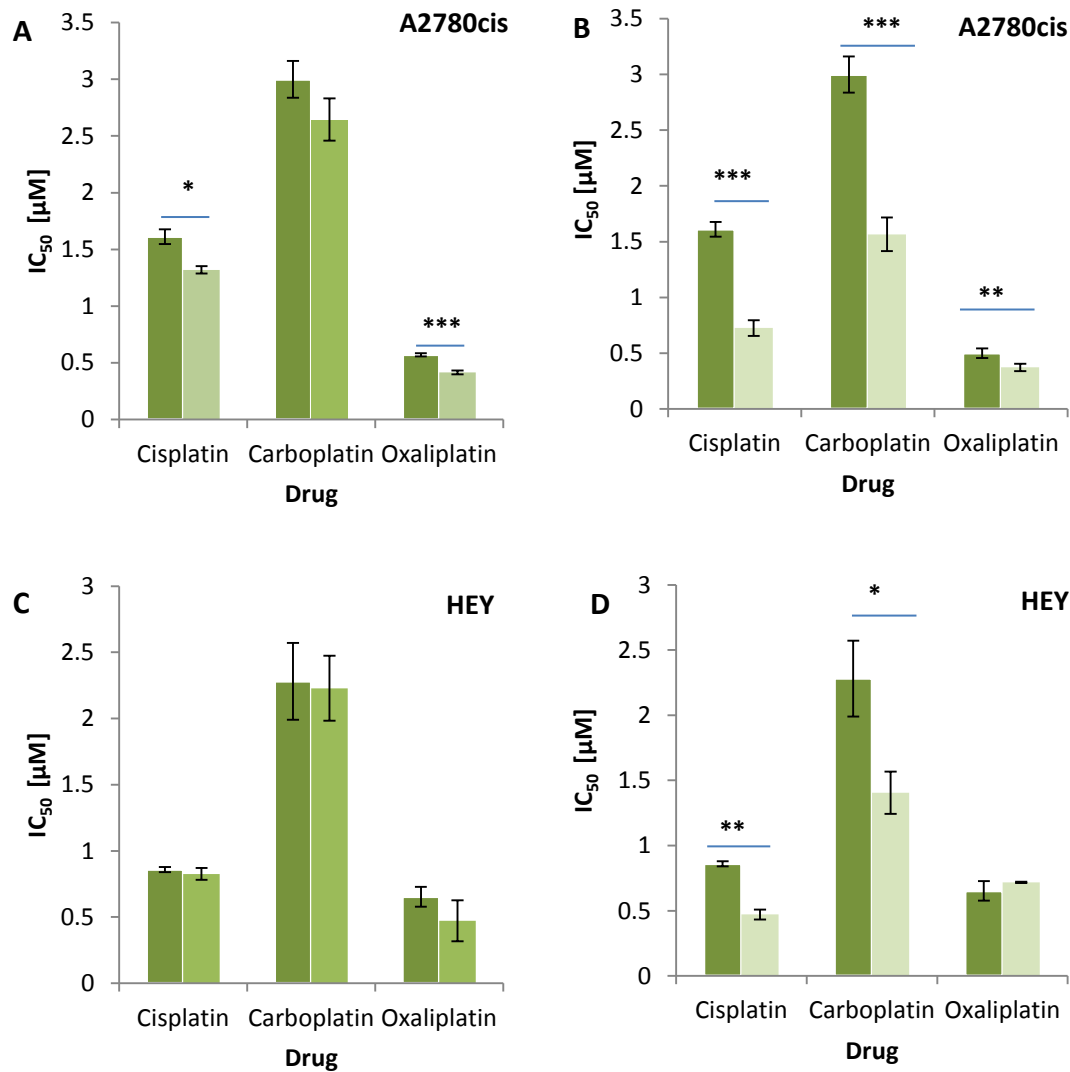 A
A2780cis
3.5
3
2.5
2
1.5
1
0.5
0
IC50 [µM]
*
***
Cisplatin Carboplatin Oxaliplatin
Drug
B
A2780cis
3.5
3
2.5
2
1.5
1
0.5
0
IC50 [µM]
***
***
**
Cisplatin Carboplatin Oxaliplatin
Drug
C
HEY
3
2.5
2
1.5
1
0.5
0
IC50 [µM]
Cisplatin Carboplatin Oxaliplatin
Drug
D
HEY
3
2.5
2
1.5
1
0.5
0
IC50 [µM]
**
*
Cisplatin Carboplatin Oxaliplatin
Drug